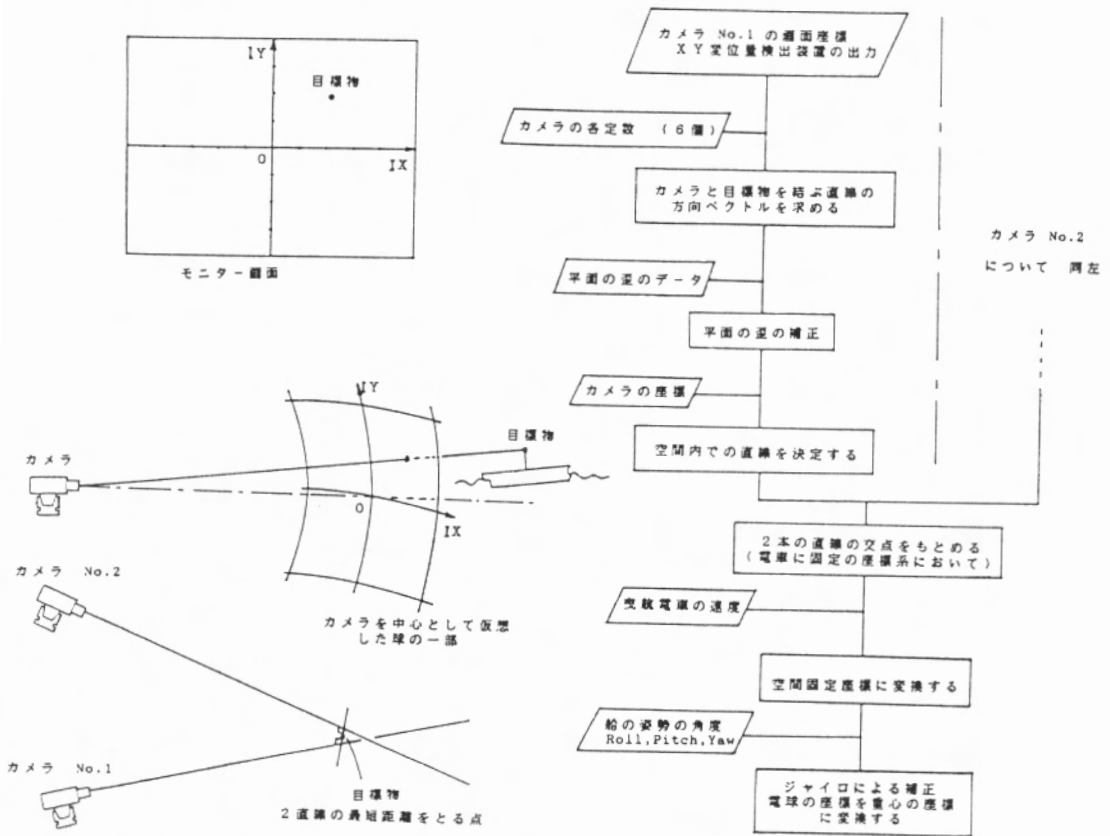 IY
目標物
O
IX
モニター画面
カメラ
IY
目標物
O
IX
カメラを中心として仮想
した球の一部
カメラ No.2
カメラ No.1
目標物
2直線の最短距離をとる点
カメラ No.1 の画面座標
XY変位量検出装置の出力
カメラの各定数 (6個)
カメラと目標物を結ぶ直線の
方向ベクトルを求める
平面の歪のデータ
平面の歪の補正
カメラの座標
空間内での直線を決定する
カメラ No.2
について 同左
2本の直線の交点をもとめる
(電車に固定の座標系において)
曳航電車の速度
空間固定座標に変換する
船の姿勢の角度
Roll,Pitch,Yaw
ジャイロによる補正
電球の座標を重心の座標
に変換する